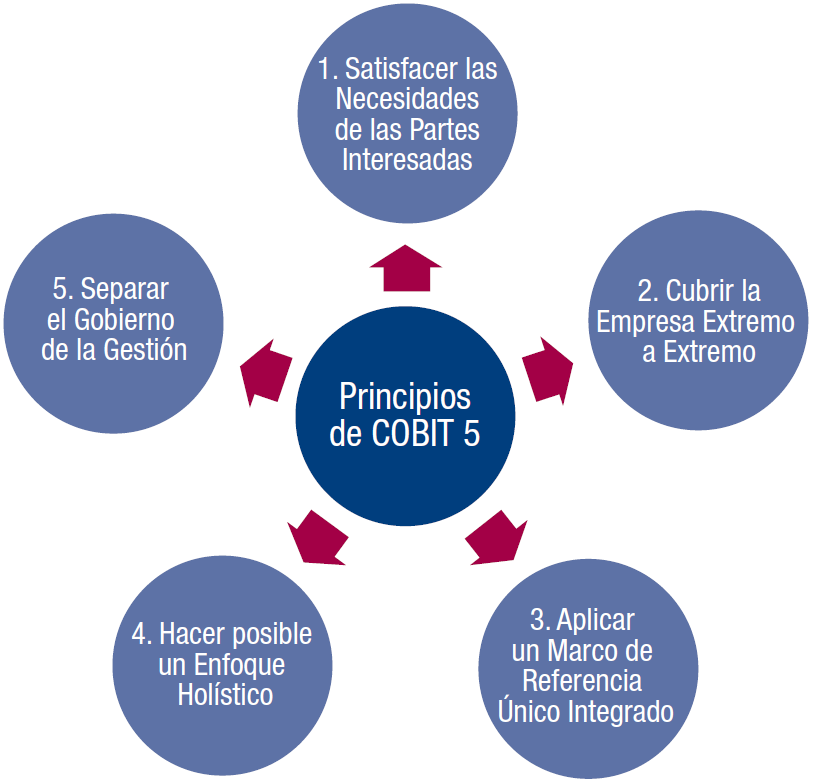 1. Satisfacer las
Necesidades
de las Partes
Interesadas
2. Cubrir la
Empresa Extremo
a Extremo
3. Aplicar
un Marco de
Referencia
Único Integrado
4. Hacer posible
un Enfoque
Holístico
5. Separar
el Gobierno
de la Gestión
Principios
de COBIT 5